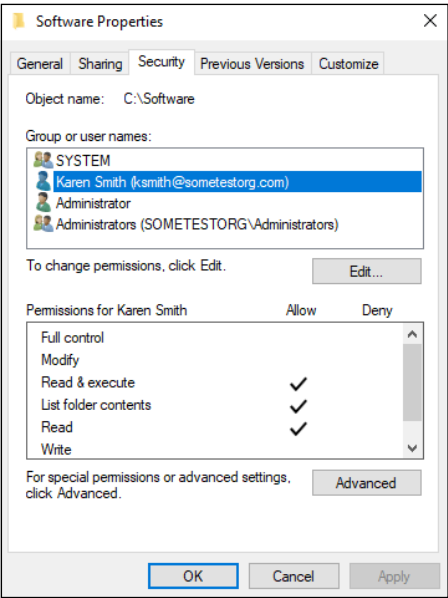 Software Properties
General Sharing Security Previous Versions Customize
Object name: C:\Software
Group or user names:
SYSTEM
Karen Smith (ksmith@sometestorg.com)
Administrator
Administrators (SOMETESTORG\Administrators)
To change permissions, click Edit.
Edit...
Permissions for Karen Smith Allow Deny
Full control
Modify
Read & execute
List folder contents
Read
Write
For special permissions or advanced settings,
click Advanced.
Advanced
OK Cancel Apply